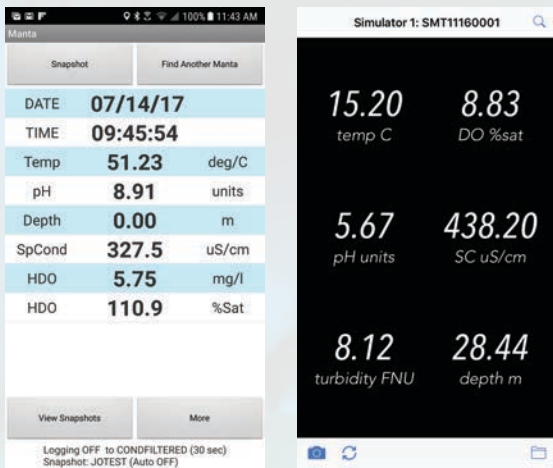 100% 11:43 AM
Manta
Snapshot Find Another Manta
DATE 07/14/17
TIME 09:45:54
Temp 51.23 deg/C
pH 8.91 units
Depth 0.00 m
SpCond 327.5 uS/cm
HDO 5.75 mg/l
HDO 110.9 %Sat
View Snapshots More
Logging OFF to CONDFILTERED (30 sec)
Snapshot: JOTEST (Auto OFF)
Simulator 1: SMT11160001
15.20 8.83
temp C DO %sat
5.67 438.20
pH units SC uS/cm
8.12 28.44
turbidity FNU depth m